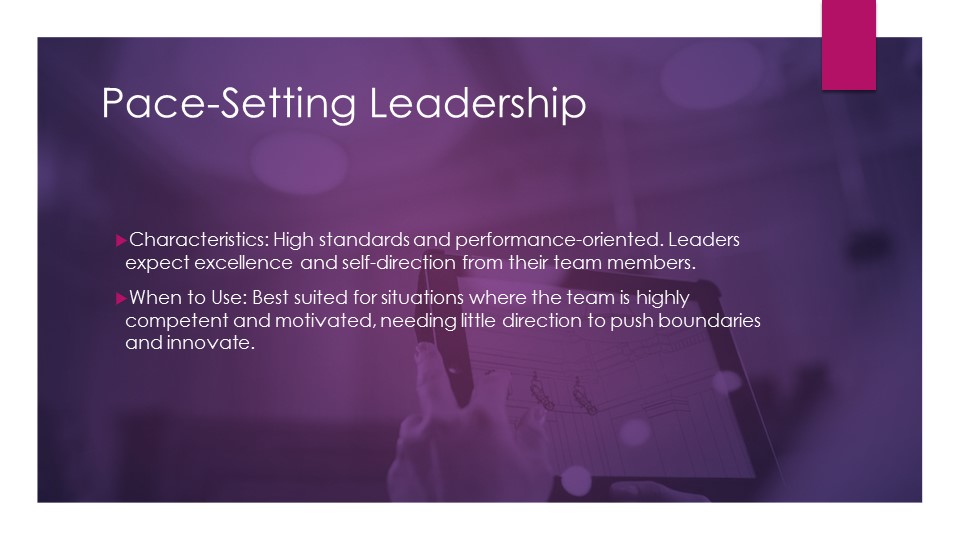 Pace-Setting Leadership
Characteristics: High standards and performance-oriented. Leaders
expect excellence and self-direction from their team members.
When to Use: Best suited for situations where the team is highly
competent and motivated, needing little direction to push boundaries
and innovate.